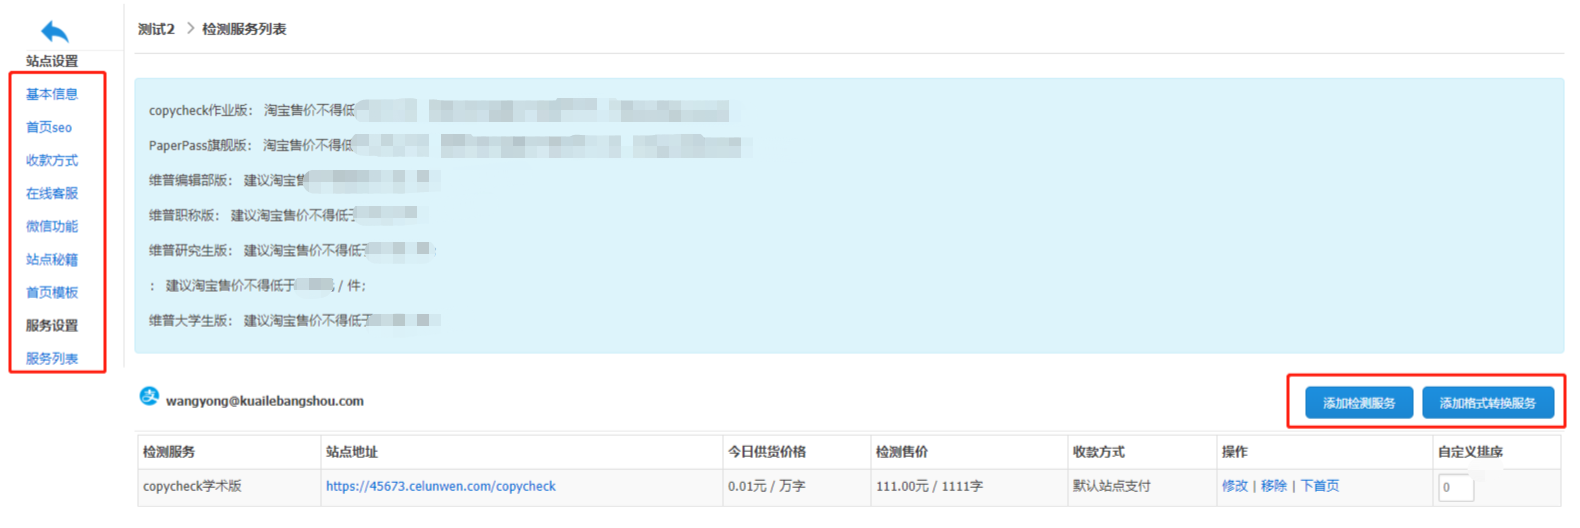 测试2 > 检测服务列表
站点设置
基本信息
首页seo
收款方式
在线客服
微信功能
站点秘籍
首页模板
服务设置
服务列表
copycheck作业版： 淘宝售价不得低
PaperPass旗舰版： 淘宝售价不得低
维普编辑部版： 建议淘宝
维普职称版： 建议淘宝售价不得低于
维普研究生版： 建议淘宝售价不得低于
： 建议淘宝售价不得低于 / 件;
维普大学生版： 建议淘宝售价不得低于
wangyong@kuailebangshou.com
添加检测服务 添加格式转换服务
检测服务 站点地址 今日供货价格 检测售价 收款方式 操作 自定义排序
copycheck学术版 https://45673.celunwen.com/copycheck 0.01元 / 万字 111.00元 / 1111字 默认站点支付 修改 | 移除 | 下首页 0